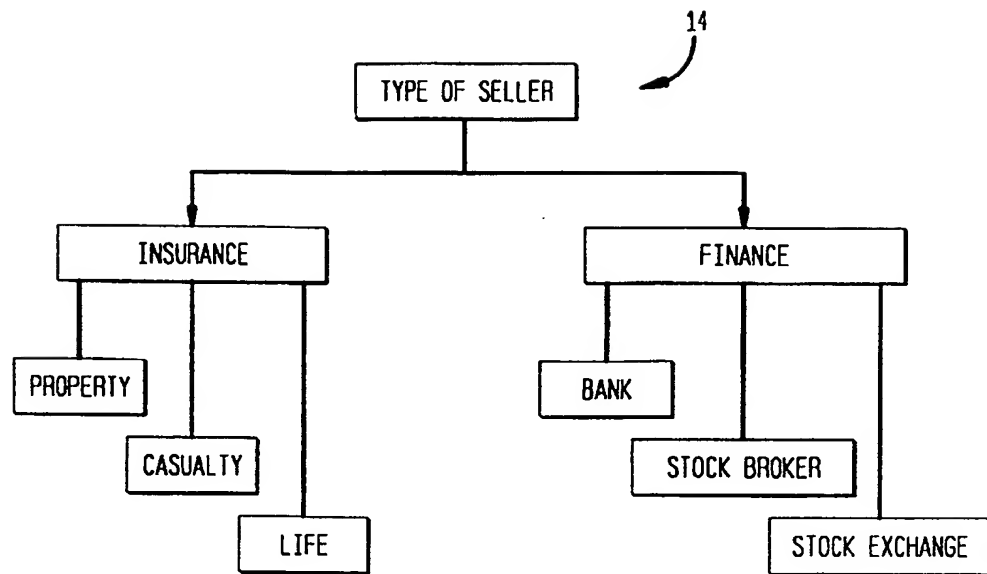 14
TYPE OF SELLER
INSURANCE
FINANCE
PROPERTY
BANK
CASUALTY
STOCK BROKER
LIFE
STOCK EXCHANGE